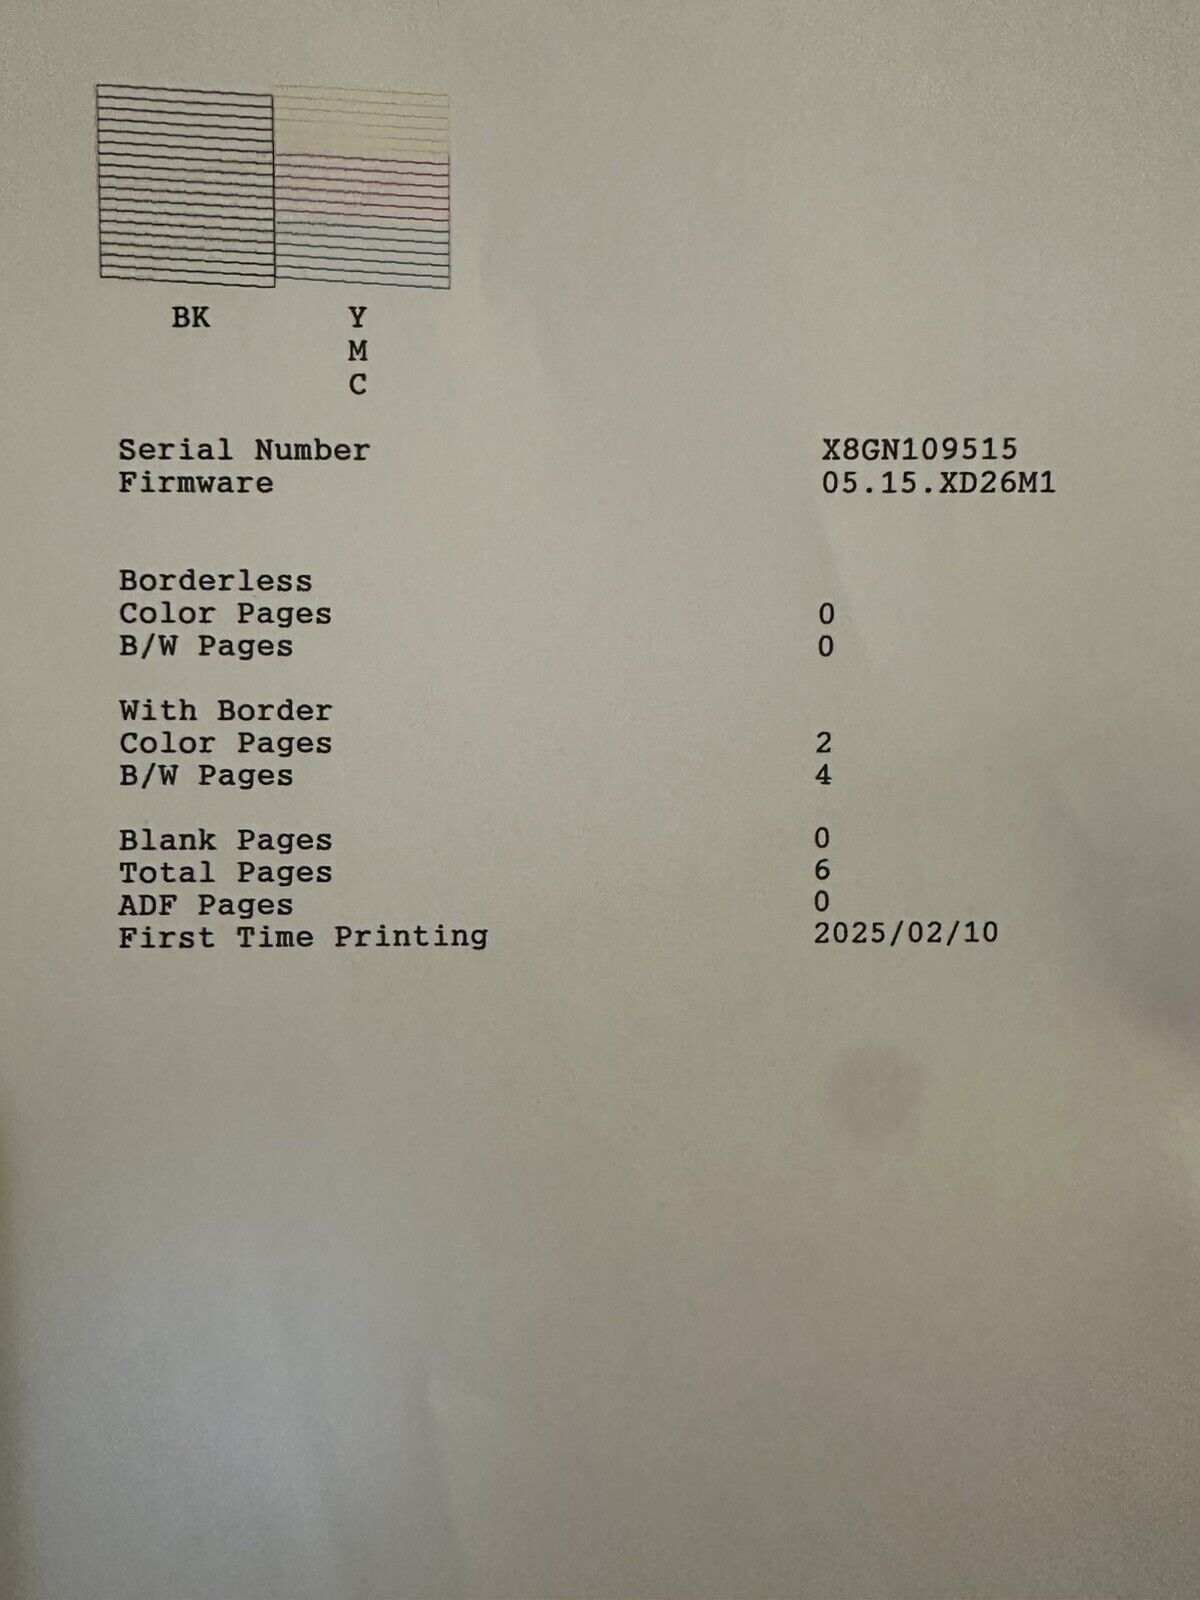 BK Y
M
C
Serial Number X8GN109515
Firmware 05.15.XD26M1
Borderless
Color Pages 0
B/W Pages 0
With Border
Color Pages 2
B/W Pages 4
Blank Pages 0
Total Pages 6
ADF Pages 0
First Time Printing 2025/02/10